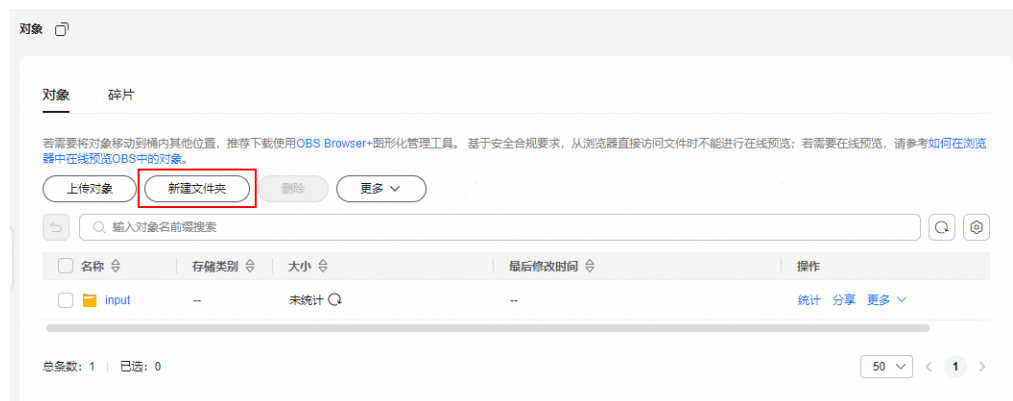 对象
对象 碎片
若需要将对象移动到桶内其他位置，推荐下载使用OBS Browser+图形化管理工具。 基于安全合规要求，从浏览器直接访问文件时不能进行在线预览；若需要在线预览，请参考如何在浏览
器中在线预览OBS中的对象。
上传对象 新建文件夹 删除 更多
输入对象名前缀搜索
名称 存储类别 大小 最后修改时间 操作
input -- 未统计 -- 统计 分享 更多
总条数：1 已选：0 50 1